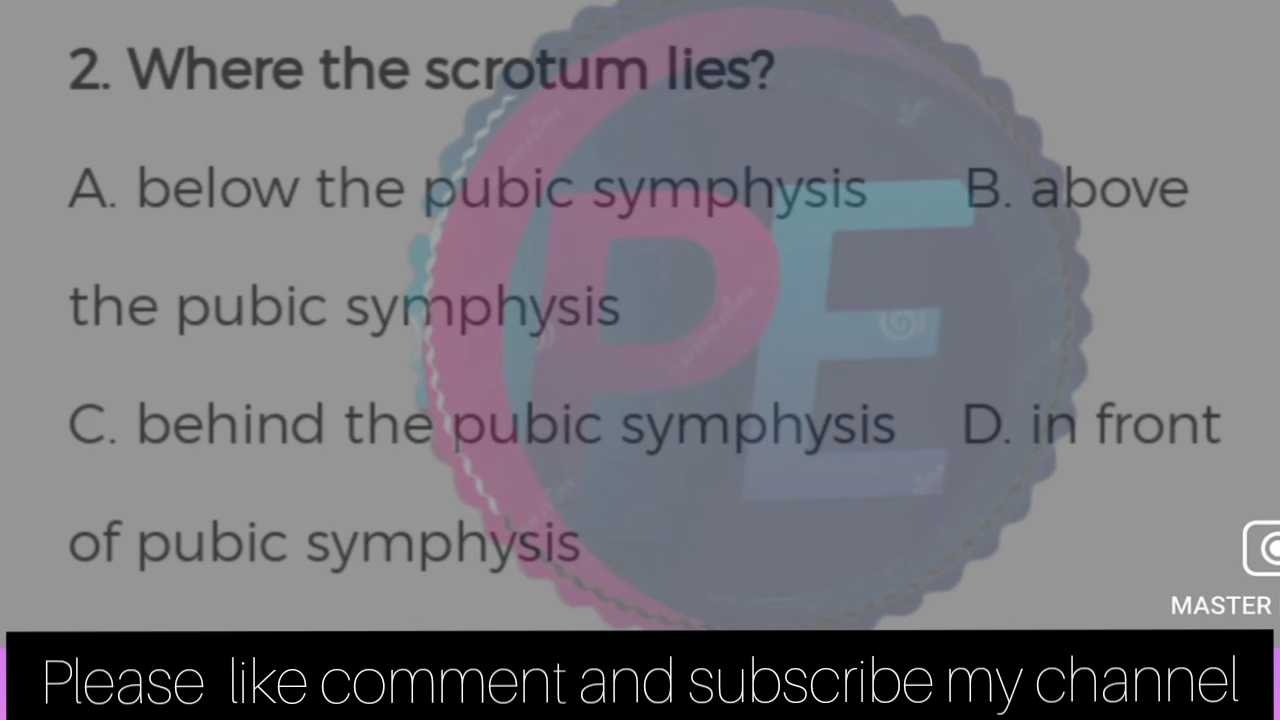 2. Where the scrotum lies?
A. below the pubic symphysis B. above
the pubic symphysis
C. behind the pubic symphysis D. in front
of pubic symphysis
PE
MASTER
Please like comment and subscribe my channel